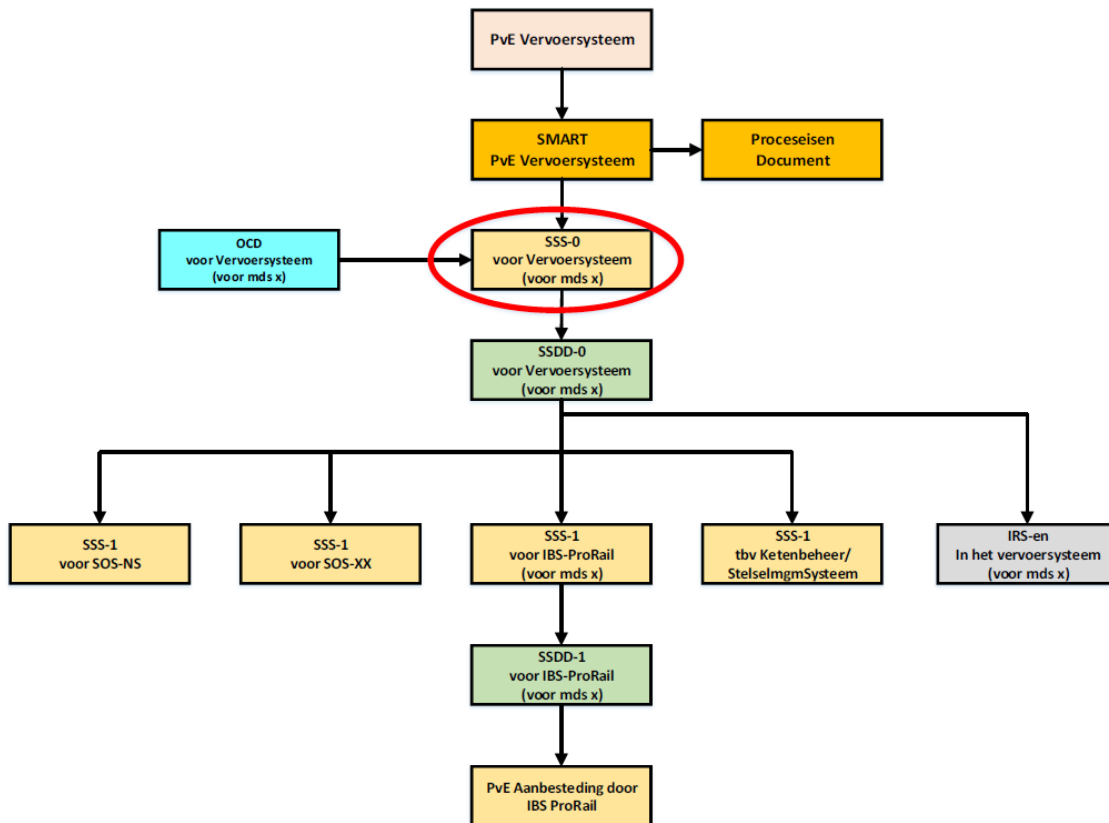 PvE Vervoersysteem
SMART
PvE Vervoersysteem
Proceseisen
Document
OCD
voor Vervoersysteem
(voor mds x)
SSS-0
voor Vervoersysteem
(voor mds x)
SSDD-0
voor Vervoersysteem
(voor mds x)
SSS-1
voor SOS-NS
SSS-1
voor SOS-XX
SSS-1
voor IBS-ProRail
(voor mds x)
SSS-1
tbv Ketenbeheer/
StelselmgmSysteem
IRS-en
In het vervoersysteem
(voor mds x)
SSDD-1
voor IBS-ProRail
(voor mds x)
PvE Aanbesteding door
IBS ProRail